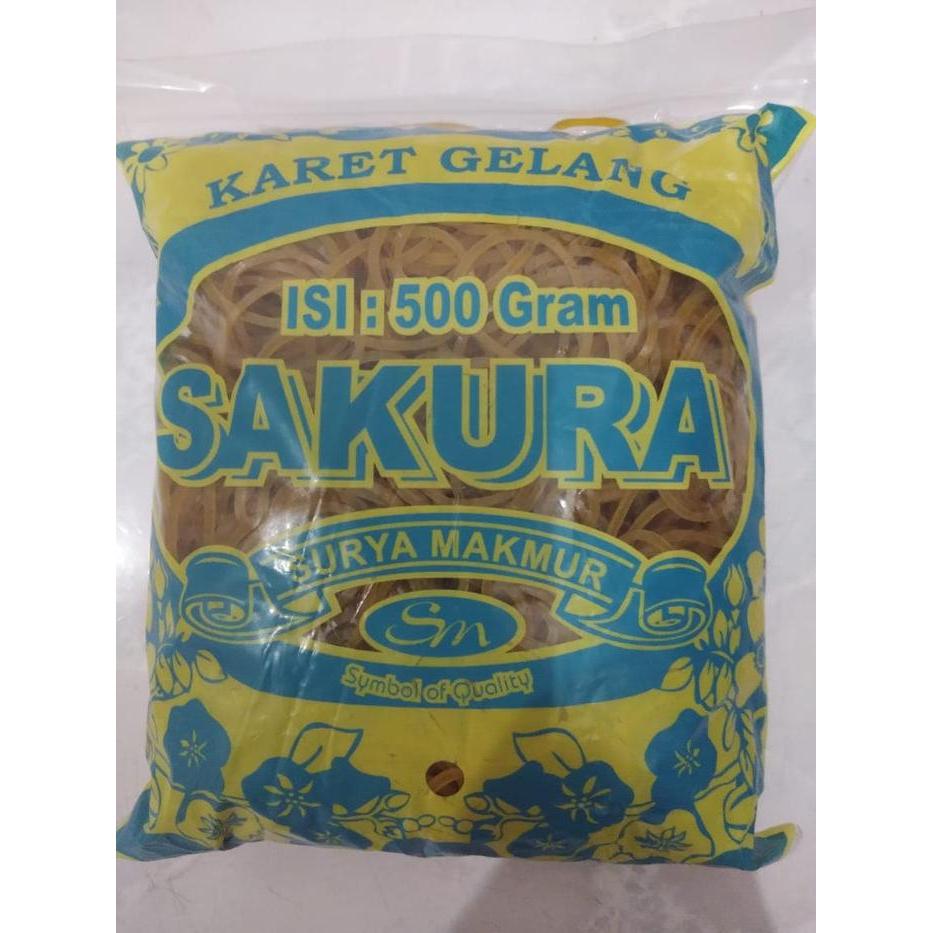 KARET GELANG
ISI : 500 Gram
SAKURA
SURYA MAKMUR
Sm
Symbol of Quality